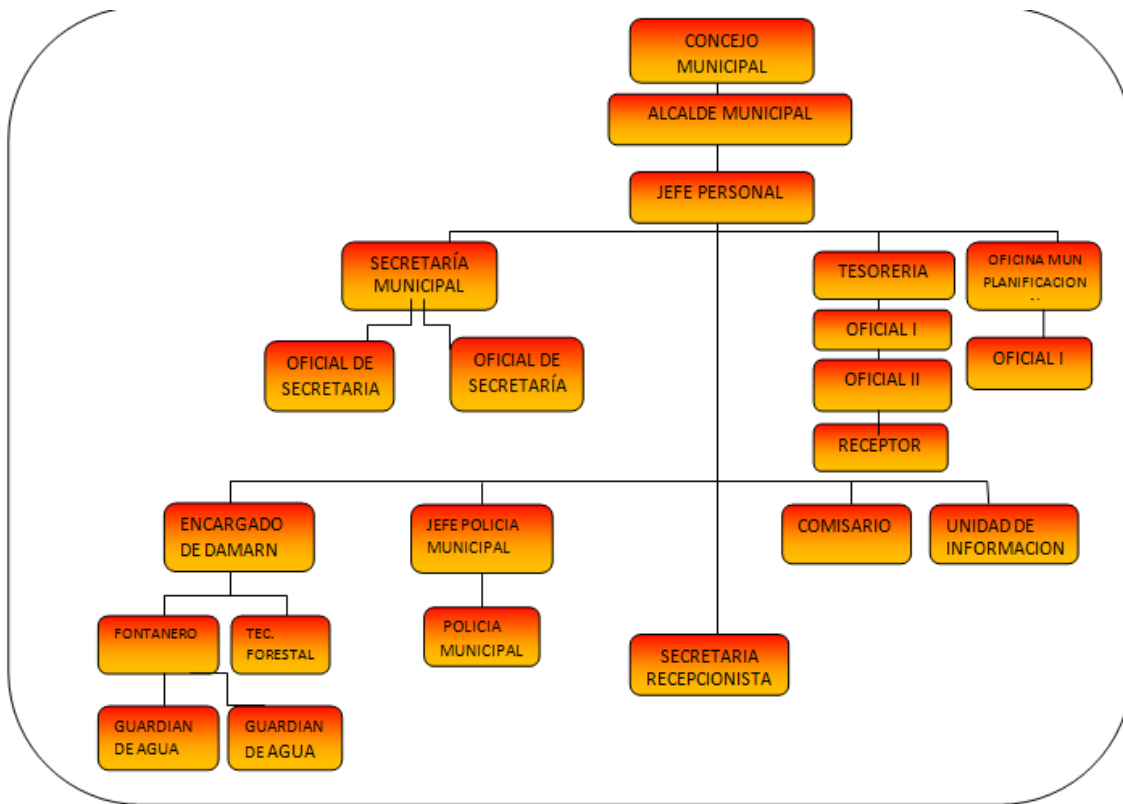 CONCEJO
MUNICIPAL
ALCALDE MUNICIPAL
JEFE PERSONAL
SECRETARÍA
MUNICIPAL
TESORERIA
OFICINA MUN
PLANIFICACION
OFICIAL DE
SECRETARIA
OFICIAL DE
SECRETARÍA
OFICIAL I
OFICIAL I
OFICIAL II
RECEPTOR
ENCARGADO
DE DAMARN
JEFE POLICIA
MUNICIPAL
COMISARIO
UNIDAD DE
INFORMACION
FONTANERO
TEC.
FORESTAL
POLICIA
MUNICIPAL
SECRETARIA
RECEPCIONISTA
GUARDIAN
DE AGUA
GUARDIAN
DE AGUA